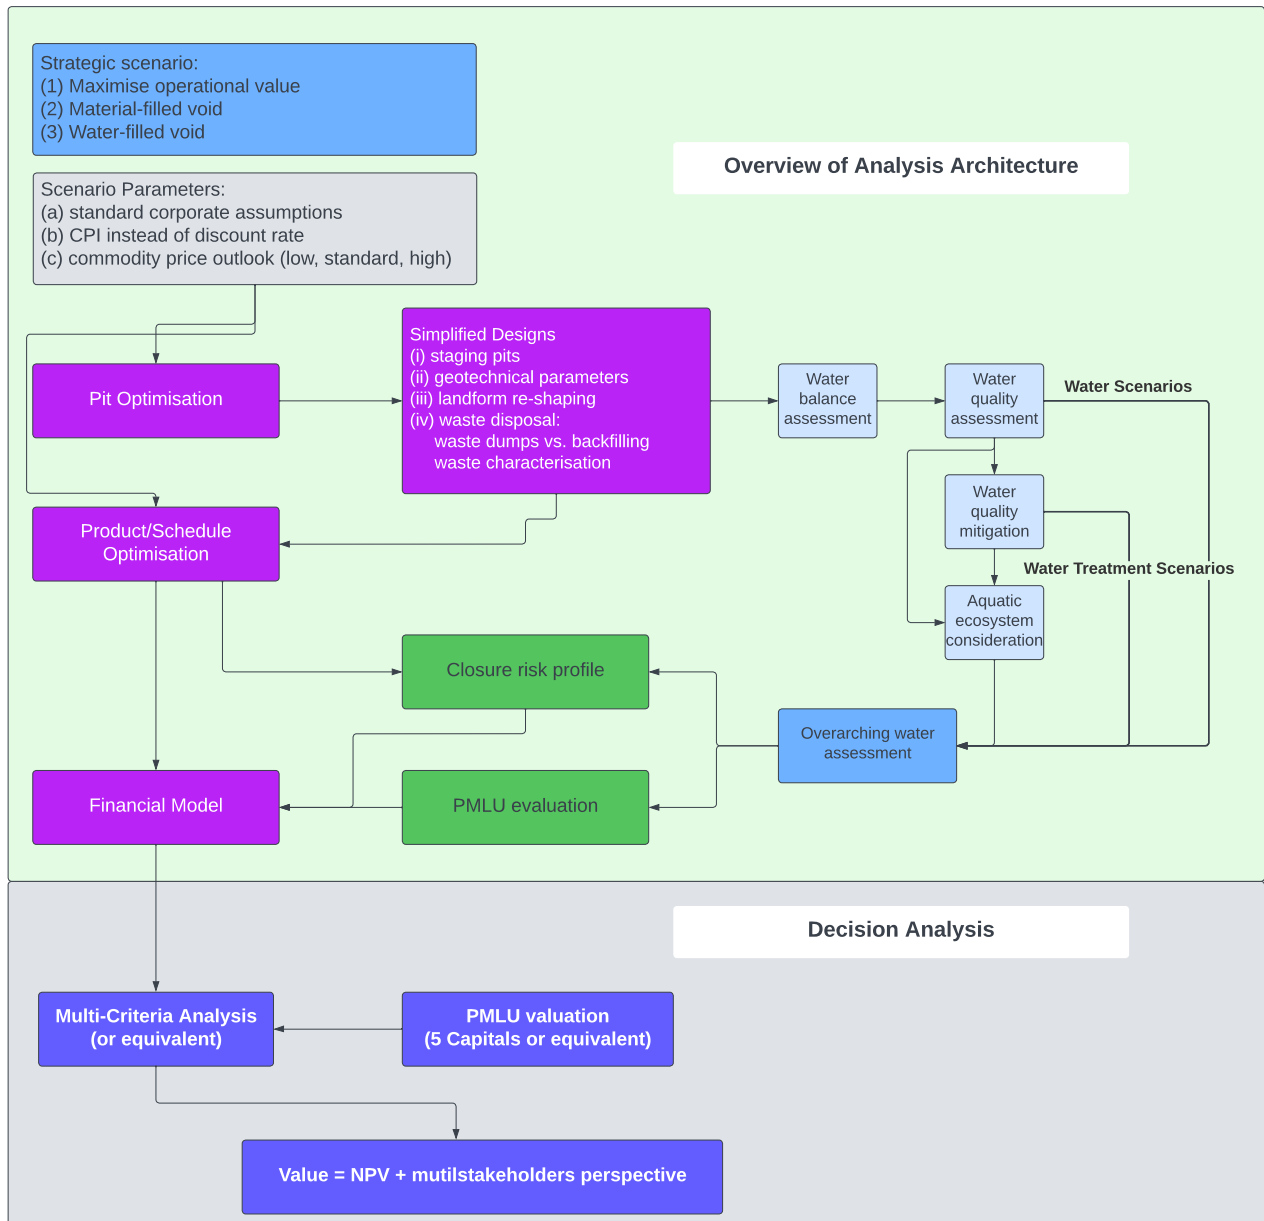 Strategic scenario:
(1) Maximise operational value
(2) Material-filled void
(3) Water-filled void
Overview of Analysis Architecture
Scenario Parameters:
(a) standard corporate assumptions
(b) CPI instead of discount rate
(c) commodity price outlook (low, standard, high)
Pit Optimisation
Simplified Designs
(i) staging pits
(ii) geotechnical parameters
(iii) landform re-shaping
(iv) waste disposal:
waste dumps vs. backfilling
waste characterisation
Water
balance
assessment
Water
quality
assessment
Water Scenarios
Water
quality
mitigation
Water Treatment Scenarios
Product/Schedule
Optimisation
Aquatic
ecosystem
consideration
Closure risk profile
Overarching water
assessment
Financial Model
PMLU evaluation
Decision Analysis
Multi-Criteria Analysis
(or equivalent)
PMLU valuation
(5 Capitals or equivalent)
Value = NPV + mutilstakeholders perspective